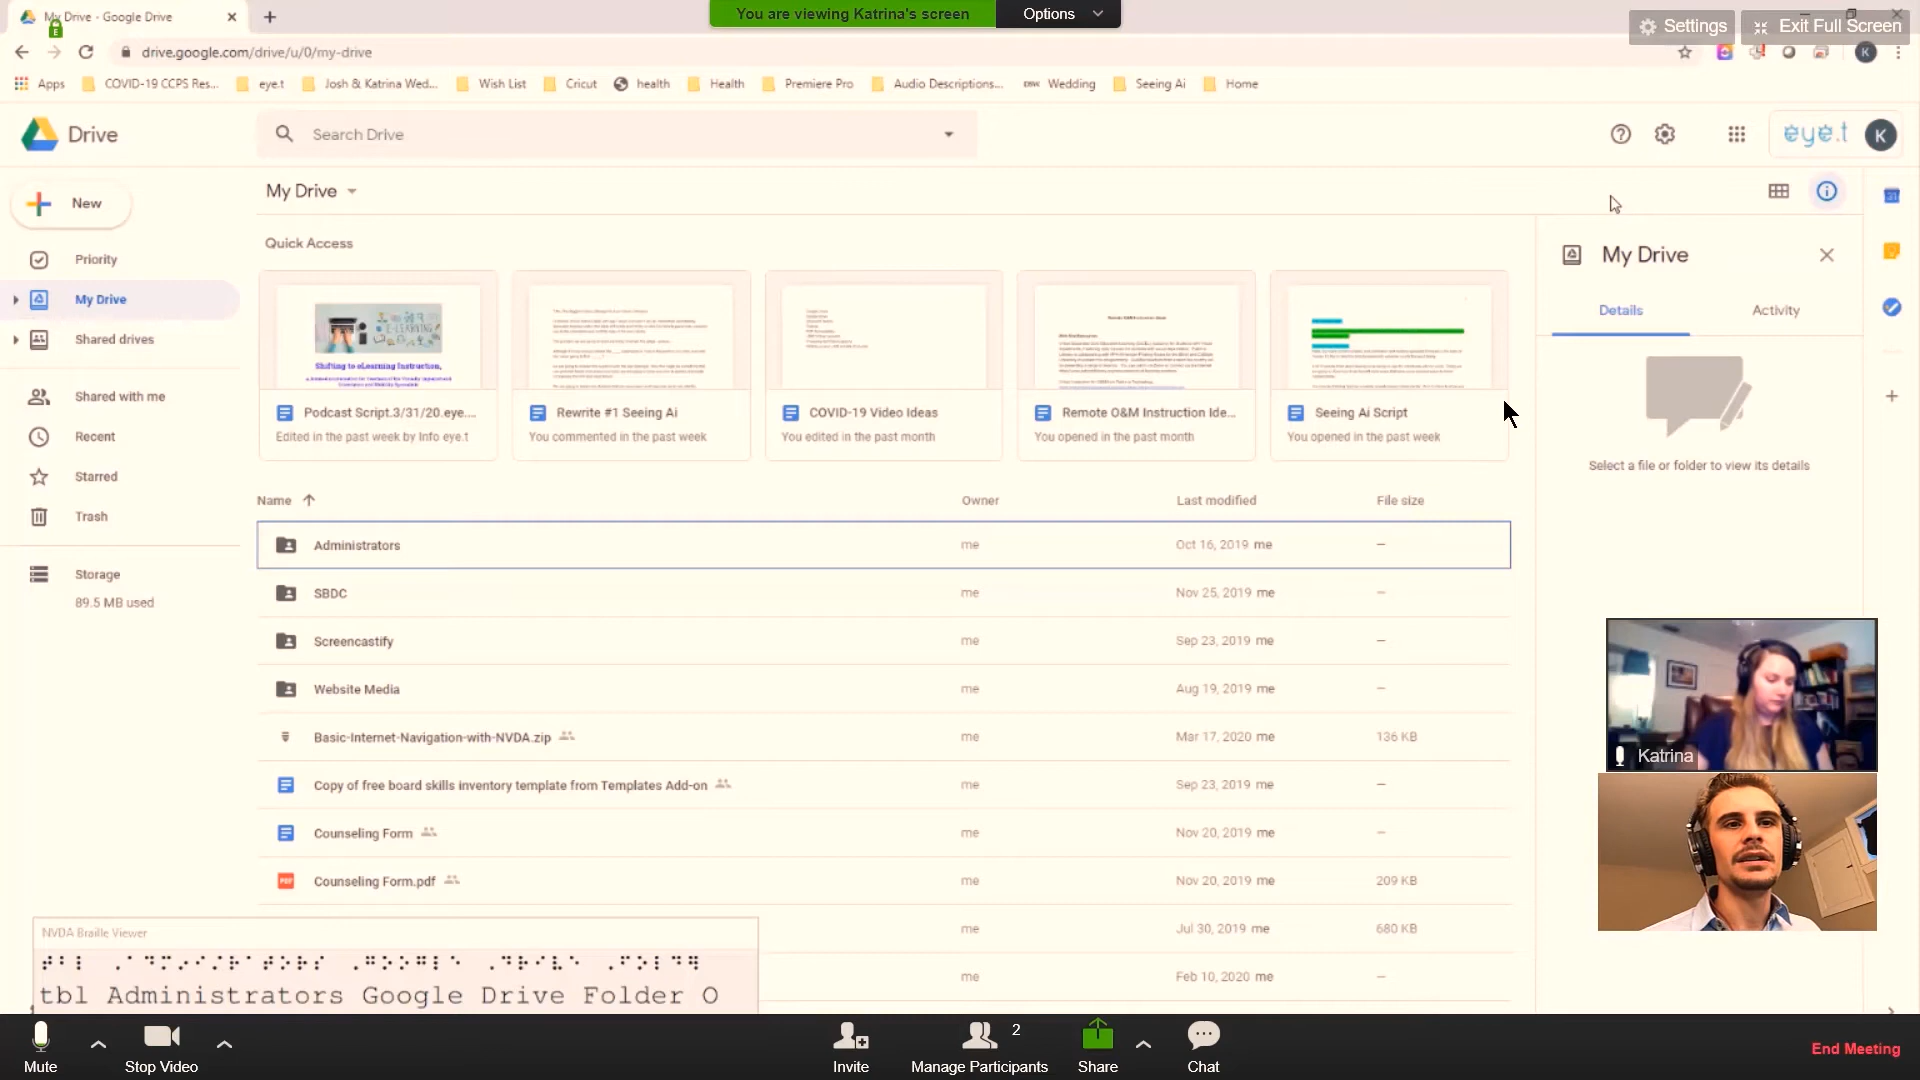 My Drive - Google Drive
You are viewing Katrina's screen
Options
Settings
Exit Full Screen
drive.google.com/drive/u/0/my-drive
K
Apps
COVID-19 CCPS Res...
eye.t
Josh & Katrina Wed...
Wish List
Cricut
health
Health
Premiere Pro
Audio Descriptions...
Wedding
Seeing Ai
Home
Drive
Search Drive
eye.t
K
New
My Drive
Priority
My Drive
Shared drives
Shared with me
Recent
Starred
Trash
Storage
89.5 MB used
Quick Access
E-LEARNING
Shifting to eLearning Instruction,
Podcast Script.3/31/20.eye....
Edited in the past week by Info eye.t
Rewrite #1 Seeing Ai
You commented in the past week
COVID-19 Video Ideas
You edited in the past month
Remote O&M Instruction Ide...
You opened in the past month
Seeing Ai Script
You opened in the past week
Name Owner Last modified File size
Administrators me Oct 16, 2019 me –
SBDC me Nov 25, 2019 me –
Screencastify me Sep 23, 2019 me –
Website Media me Aug 19, 2019 me –
Basic-Internet-Navigation-with-NVDA.zip me Mar 17, 2020 me 136 KB
Copy of free board skills inventory template from Templates Add-on me Sep 23, 2019 me –
Counseling Form me Nov 20, 2019 me –
PDF Counseling Form.pdf me Nov 20, 2019 me 209 KB
me Jul 30, 2019 me 680 KB
me Feb 10, 2020 me –
My Drive
Details
Activity
Select a file or folder to view its details
31
Katrina
NVDA Braille Viewer
tbl Administrators Google Drive Folder O
Mute
Stop Video
Invite
2
Manage Participants
Share
Chat
End Meeting